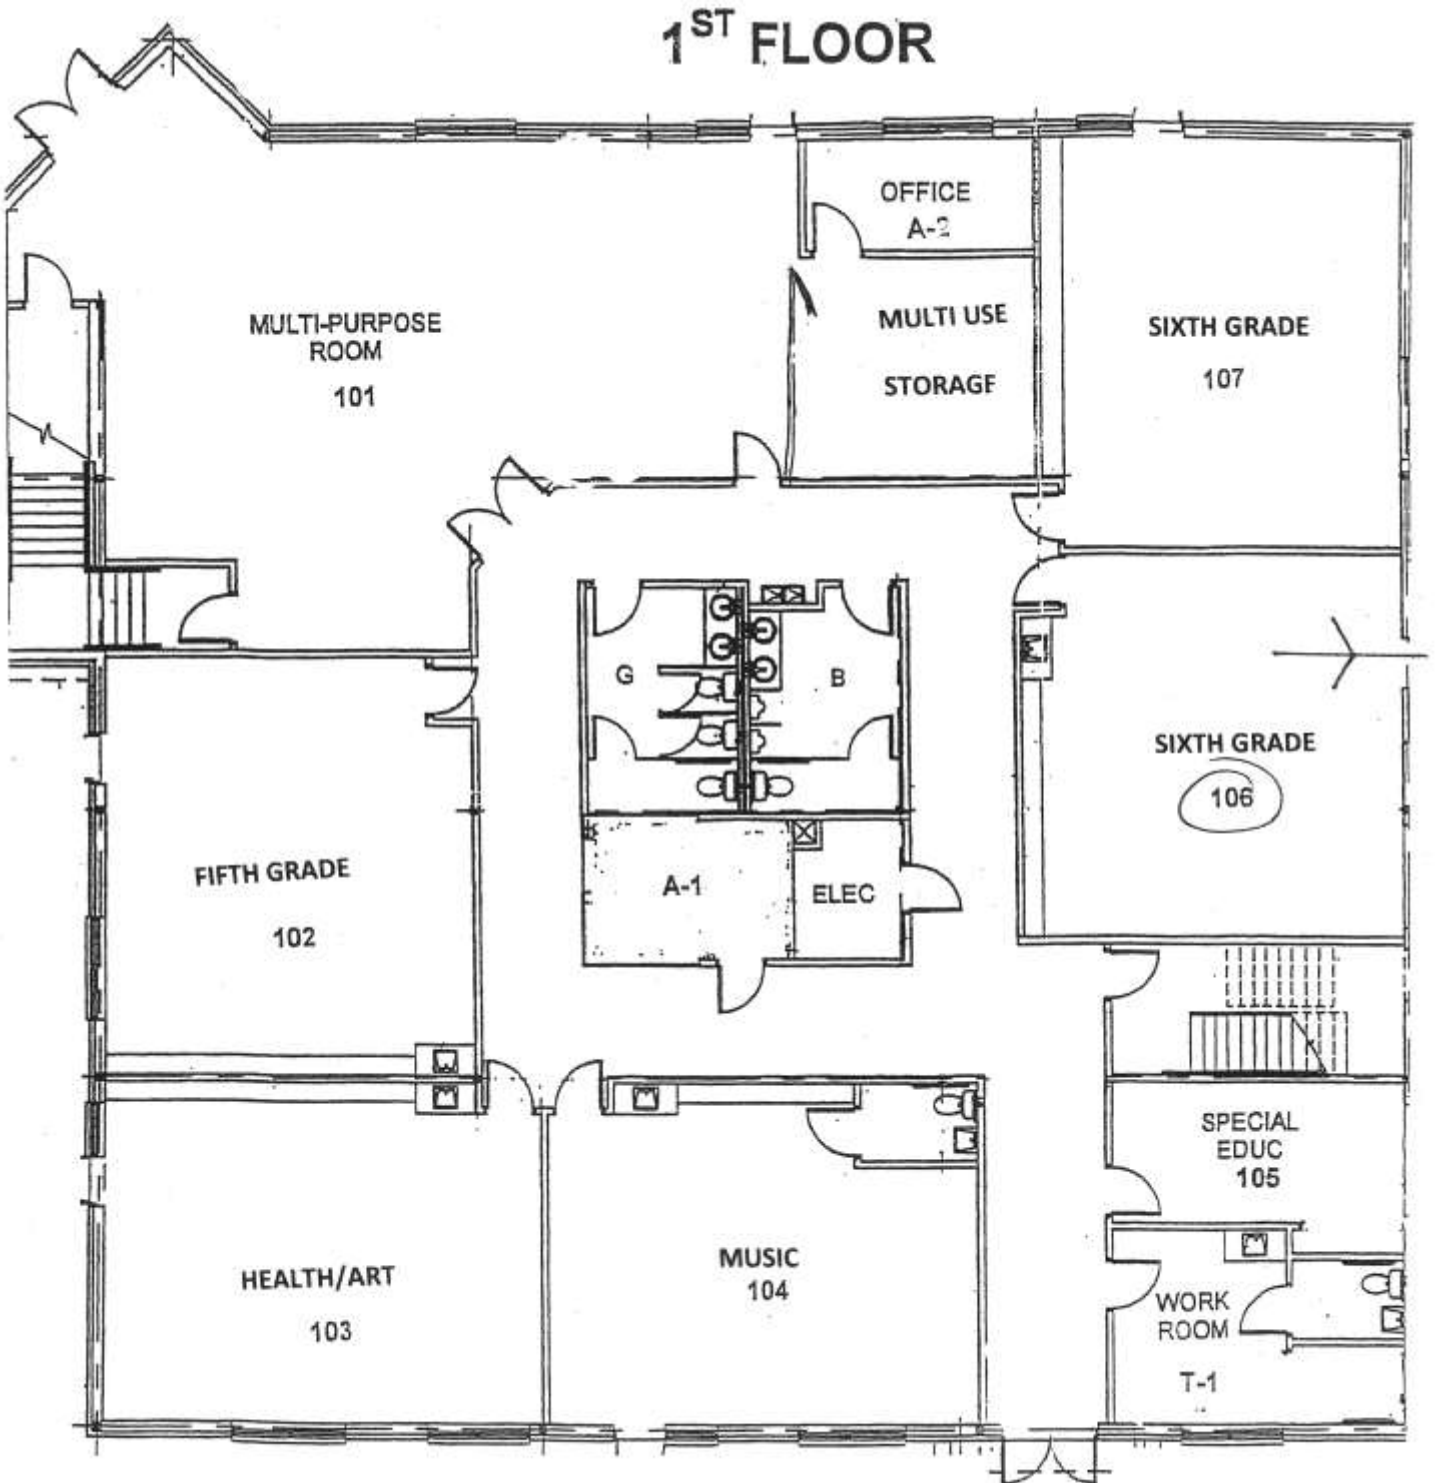 1ST FLOOR
OFFICE
A-2
MULTI-PURPOSE
ROOM
101
MULTI USE
STORAGE
SIXTH GRADE
107
G
B
SIXTH GRADE
106
FIFTH GRADE
102
A-1
ELEC
SPECIAL
EDUC
105
MUSIC
104
HEALTH/ART
103
WORK
ROOM
T-1